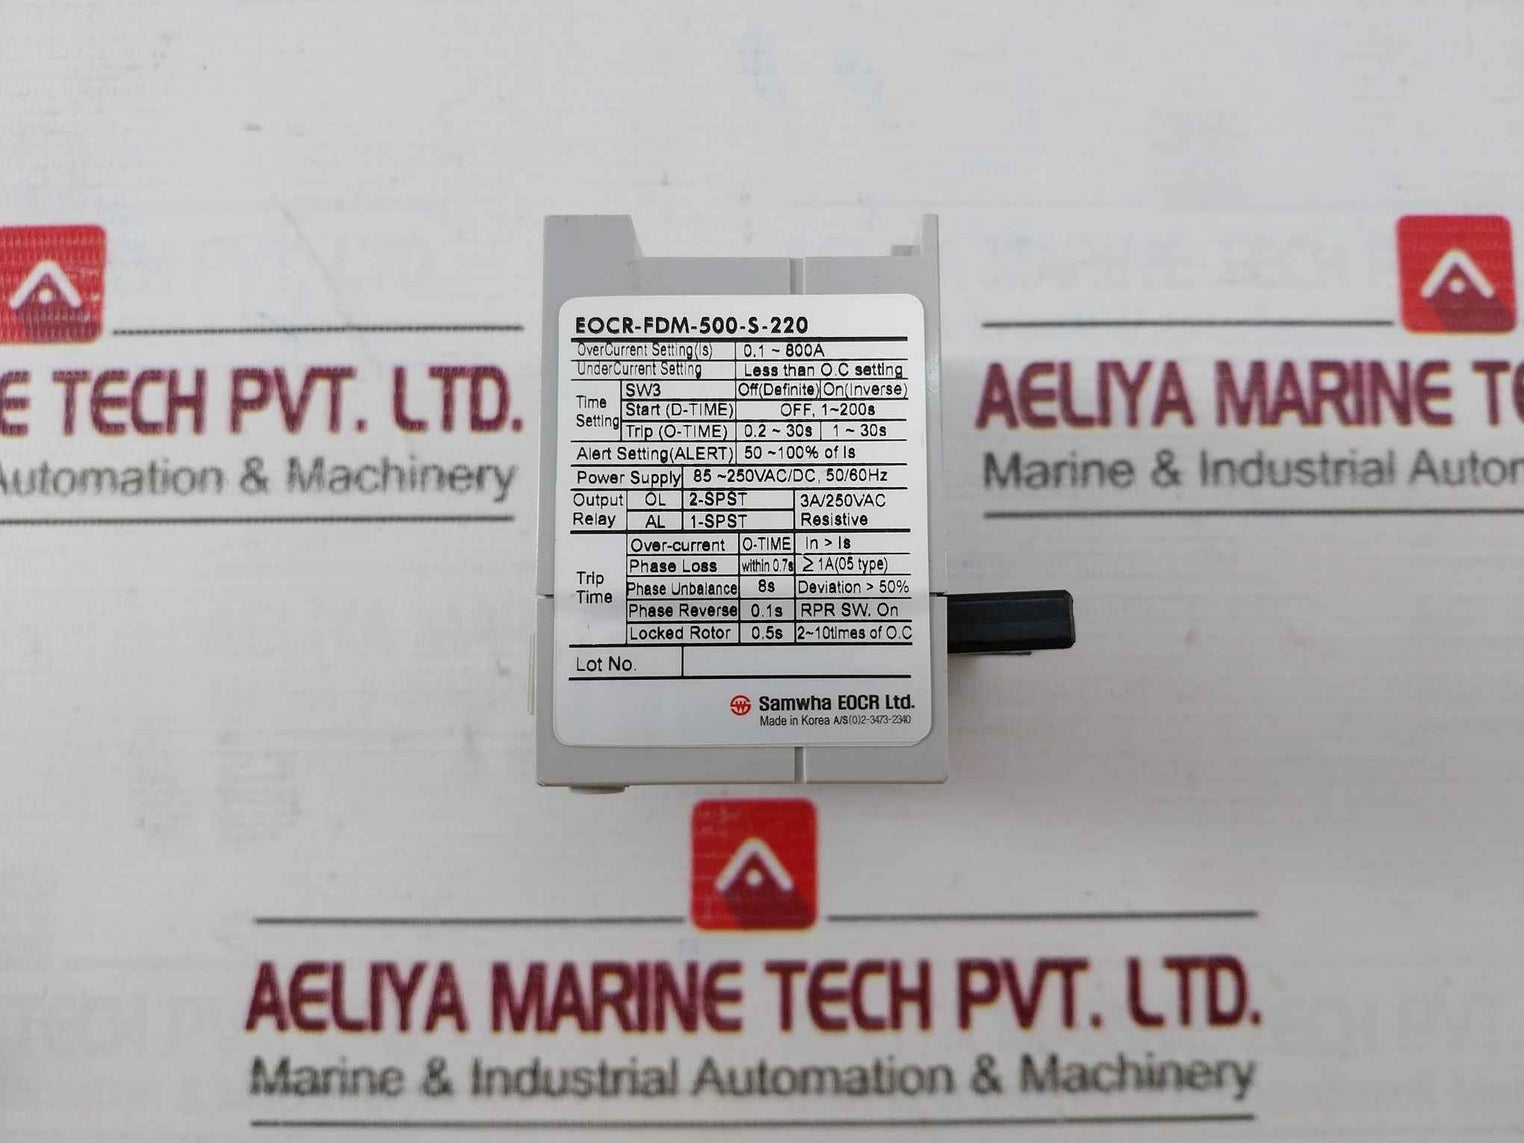 EOCR-FDM-500-S-220
OverCurrent Setting(Is) 0.1 ~ 800A
UnderCurrent Setting Less than O.C setting
Time Setting
SW3 Off(Definite) On(Inverse)
Start (D-TIME) OFF, 1~200s
Trip (O-TIME) 0.2 ~ 30s 1 ~ 30s
Alert Setting(ALERT) 50 ~100% of Is
Power Supply 85 ~250VAC/DC, 50/60Hz
Output Relay
OL 2-SPST 3A/250VAC
AL 1-SPST Resistive
Trip Time
Over-current O-TIME In > Is
Phase Loss within 0.7s ≥ 1A(05 type)
Phase Unbalance 8s Deviation > 50%
Phase Reverse 0.1s RPR SW. On
Locked Rotor 0.5s 2~10times of O.C
Lot No.
Samwha EOCR Ltd.
Made in Korea A/S(0)2-3473-2340
E TECH PVT. LTD.
Automation & Machinery
AELIYA MARINE TE
Marine & Industrial Autom
AELIYA MARINE TECH PVT. LTD.
Marine & Industrial Automation & Machinery